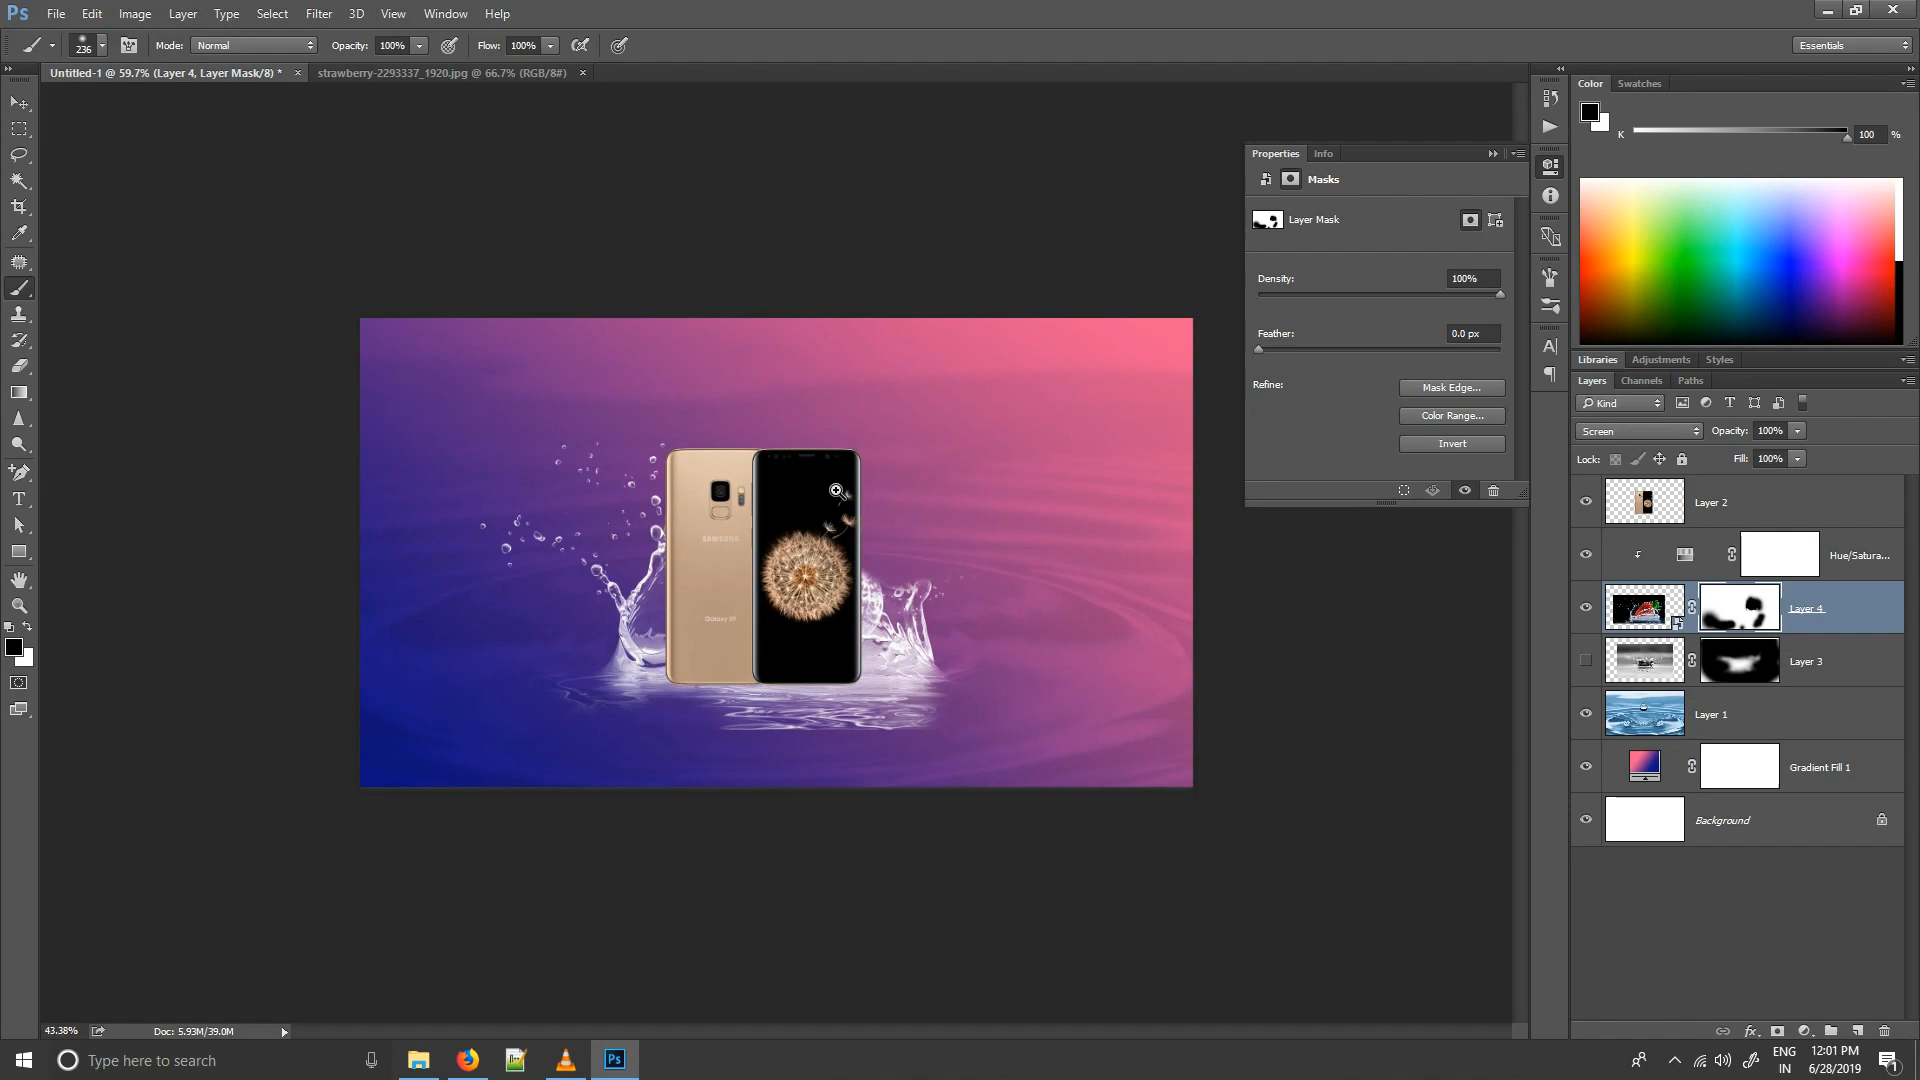 Ps File Edit Image Layer Type Select Filter 3D View Window Help
236 Mode: Normal Opacity: 100% Flow: 100% Essentials
Untitled-1 @ 59.7% (Layer 4, Layer Mask/8) * × strawberry-2293337_1920.jpg @ 66.7% (RGB/8#) ×
Color Swatches
K 100 %
Properties Info
Masks
Layer Mask
Density: 100%
Feather: 0.0 px
Refine: Mask Edge...
Color Range...
Invert
Libraries Adjustments Styles
Layers Channels Paths
Kind
Screen Opacity: 100%
Lock: Fill: 100%
Layer 2
Hue/Satura...
Layer 4
Layer 3
Layer 1
Gradient Fill 1
Background
SAMSUNG
Galaxy S9
43.38% Doc: 5.93M/39.0M
Type here to search
Ps
ENG
IN
12:01 PM
6/28/2019
1